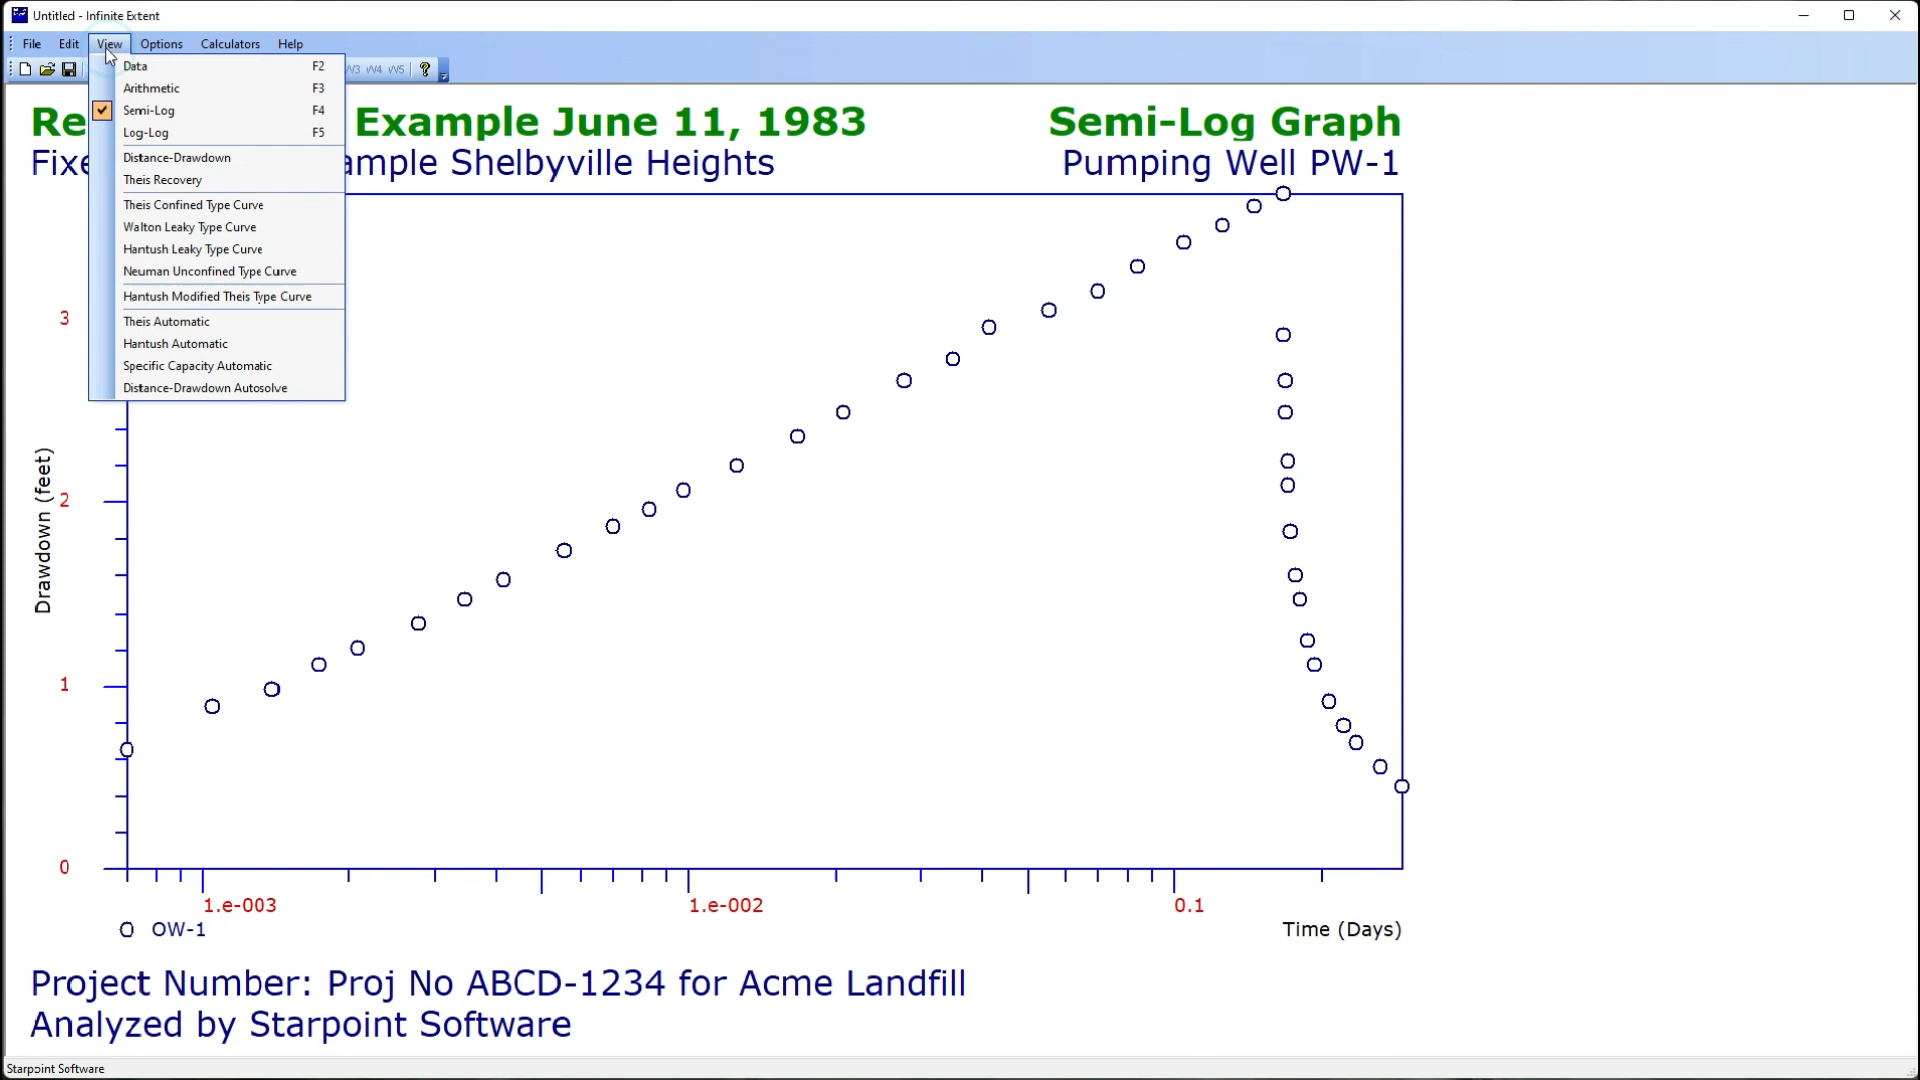 Untitled - Infinite Extent
File Edit View Options Calculators Help
W3 W4 W5 ?
Data F2
Arithmetic F3
Semi-Log F4
Log-Log F5
Distance-Drawdown
Theis Recovery
Theis Confined Type Curve
Walton Leaky Type Curve
Hantush Leaky Type Curve
Neuman Unconfined Type Curve
Hantush Modified Theis Type Curve
Theis Automatic
Hantush Automatic
Specific Capacity Automatic
Distance-Drawdown Autosolve
Example June 11, 1983
Semi-Log Graph
Shelbyville Heights
Pumping Well PW-1
3
2
1
0
Drawdown (feet)
1.e-003 1.e-002 0.1
OW-1
Time (Days)
Project Number: Proj No ABCD-1234 for Acme Landfill
Analyzed by Starpoint Software
Starpoint Software